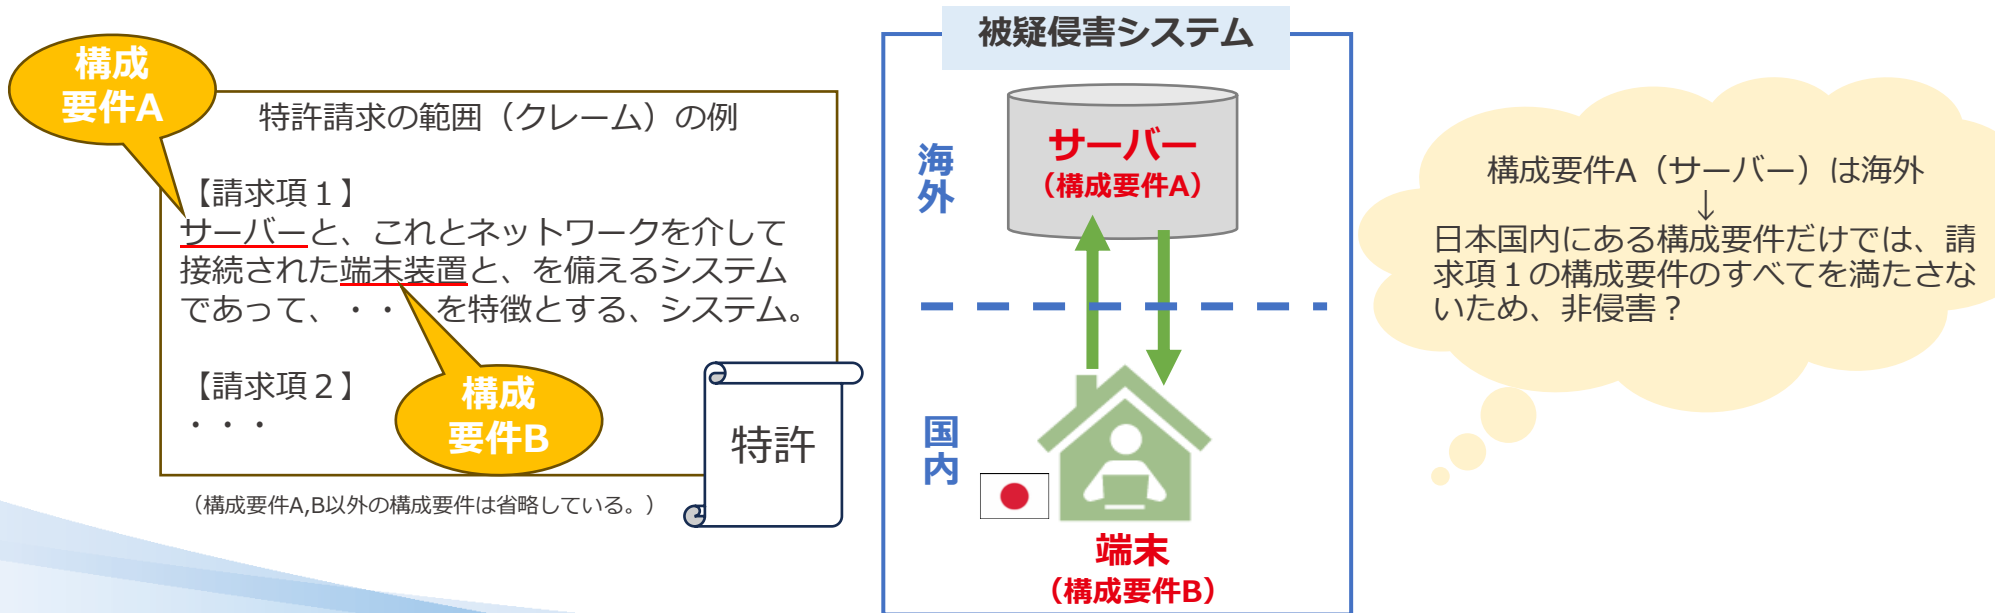 構成
要件A
特許請求の範囲（クレーム）の例
【請求項１】
サーバーと、これとネットワークを介して
接続された端末装置と、を備えるシステム
であって、・・　を特徴とする、システム。
【請求項２】
・・・
構成
要件B
特許
（構成要件A,B以外の構成要件は省略している。）
被疑侵害システム
海外
サーバー
（構成要件A）
国内
端末
（構成要件B）
構成要件A（サーバー）は海外
↓
日本国内にある構成要件だけでは、請
求項１の構成要件のすべてを満たさな
いため、非侵害？